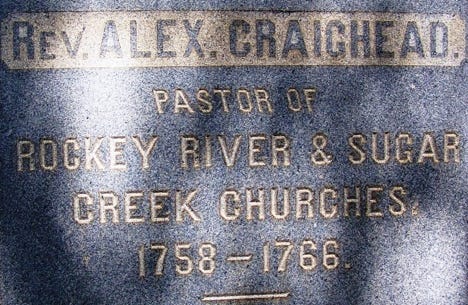 REV. ALEX. CRAIGHEAD.
PASTOR OF
ROCKEY RIVER & SUGAR
CREEK CHURCHES.
1758–1766.